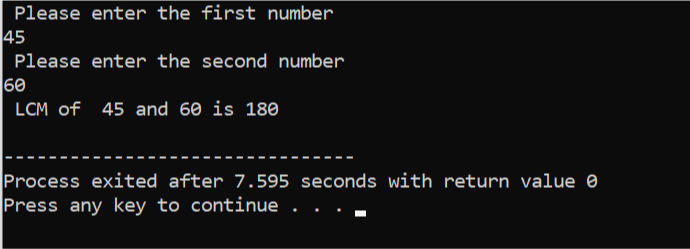 Please enter the first number
45
Please enter the second number
60
LCM of  45 and 60 is 180
--------------------------------
Process exited after 7.595 seconds with return value 0
Press any key to continue . . .